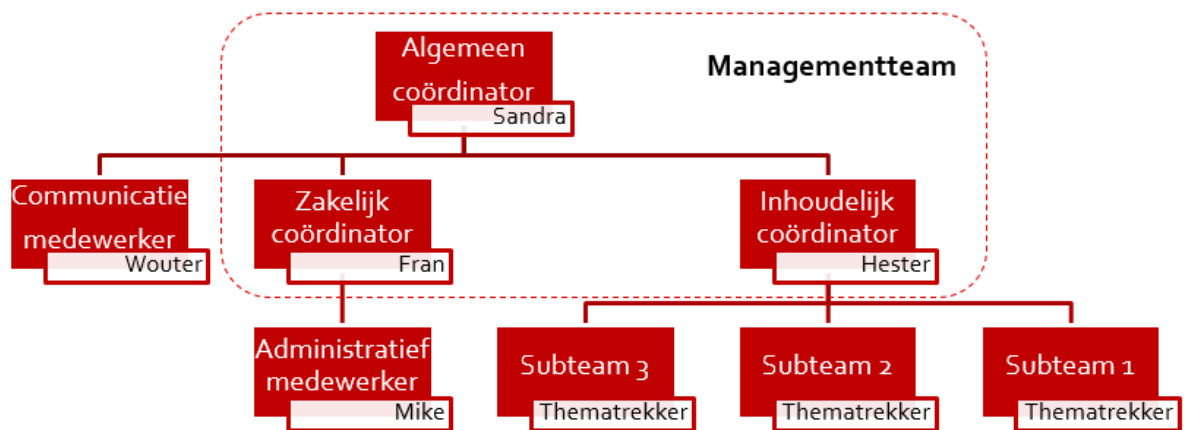 Algemeen
coördinator
Sandra
Managementteam
Communicatie
medewerker
Wouter
Zakelijk
coördinator
Fran
Inhoudelijk
coördinator
Hester
Administratief
medewerker
Mike
Subteam 3
Thematrekker
Subteam 2
Thematrekker
Subteam 1
Thematrekker